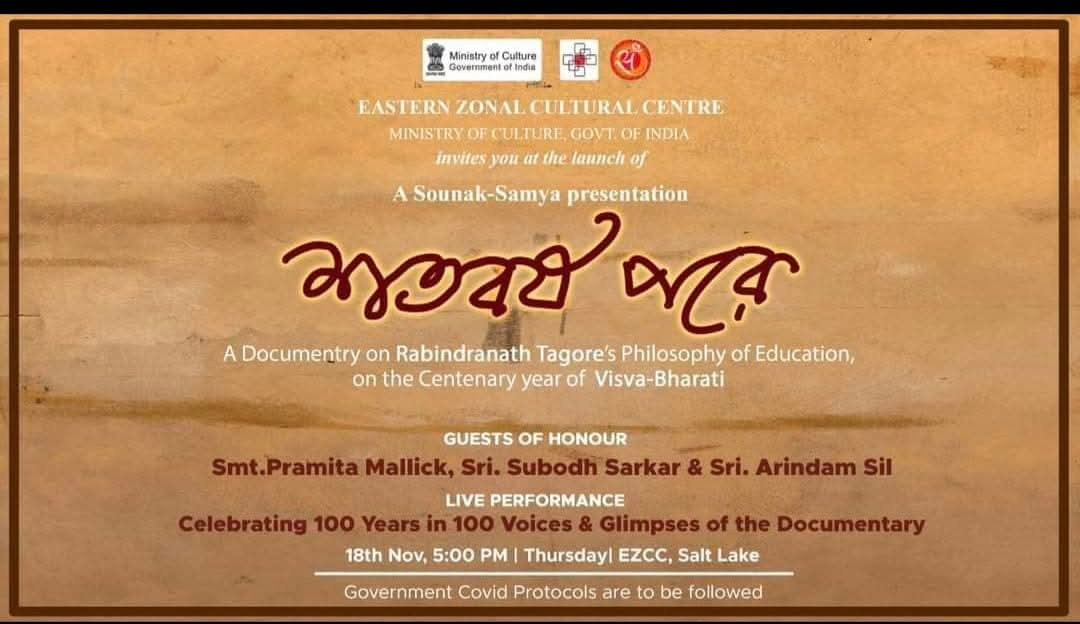 Ministry of Culture
Government of India
EASTERN ZONAL CULTURAL CENTRE
MINISTRY OF CULTURE, GOVT. OF INDIA
invites you at the launch of
A Sounak-Samya presentation
শতবর্ষ পরে
A Documentry on Rabindranath Tagore's Philosophy of Education,
on the Centenary year of Visva-Bharati
GUESTS OF HONOUR
Smt.Pramita Mallick, Sri. Subodh Sarkar & Sri. Arindam Sil
LIVE PERFORMANCE
Celebrating 100 Years in 100 Voices & Glimpses of the Documentary
18th Nov, 5:00 PM | Thursday| EZCC, Salt Lake
Government Covid Protocols are to be followed